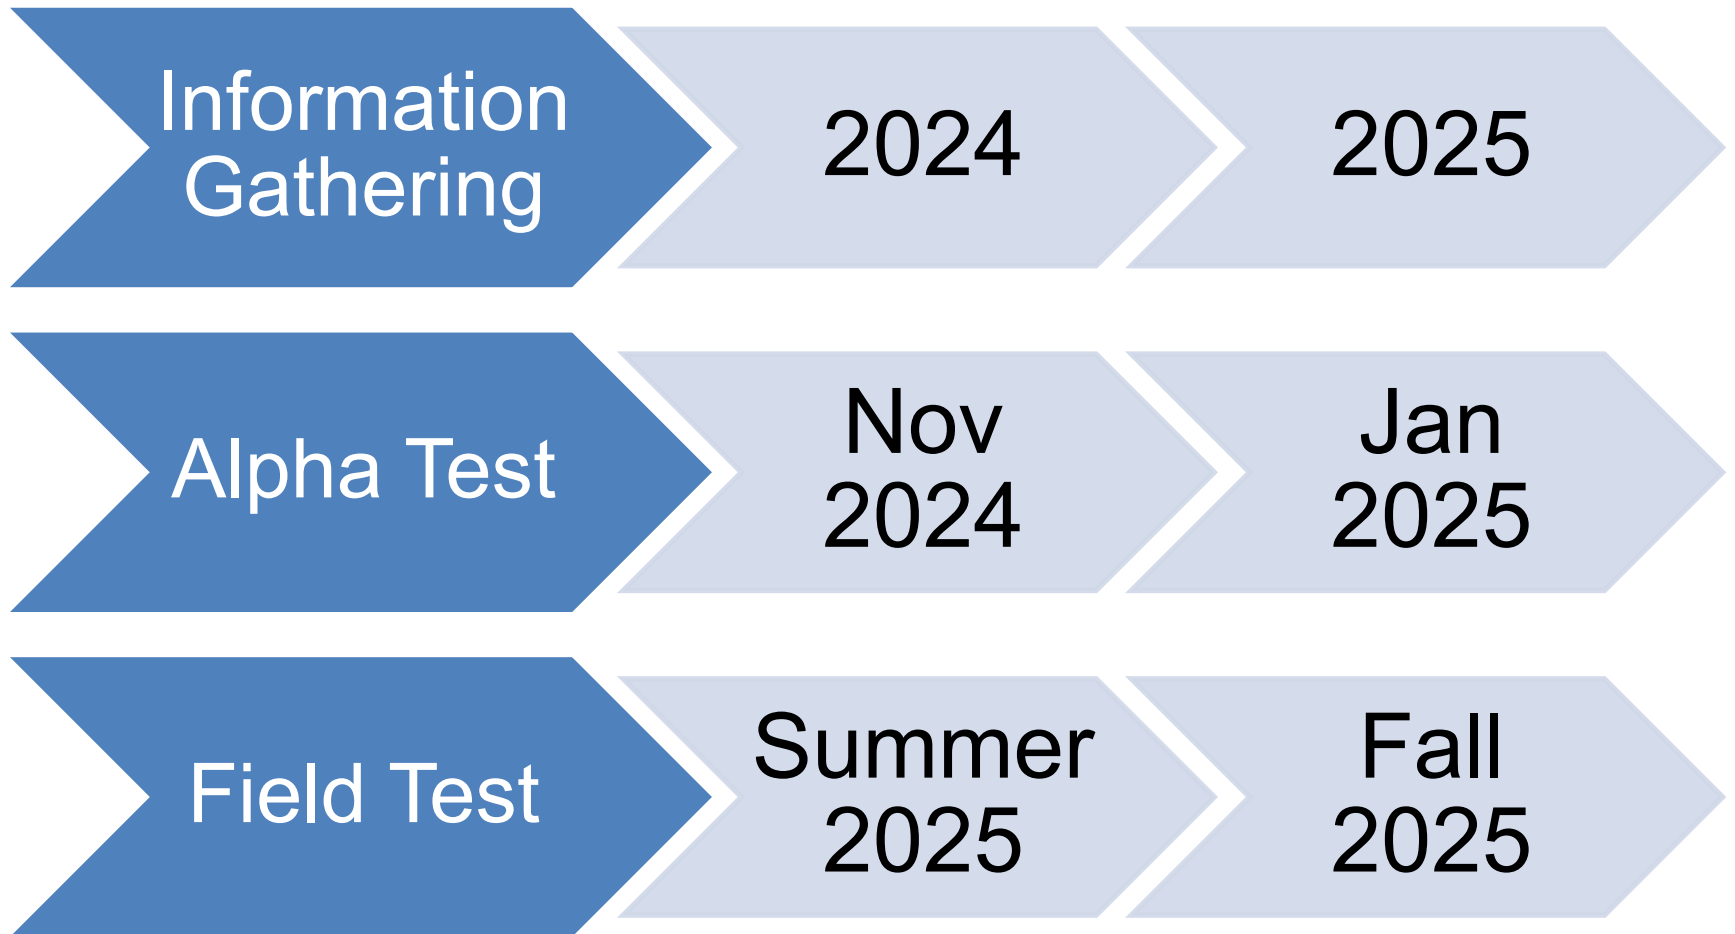 Information
Gathering
2024
2025
Alpha Test
Nov
2024
Jan
2025
Field Test
Summer
2025
Fall
2025